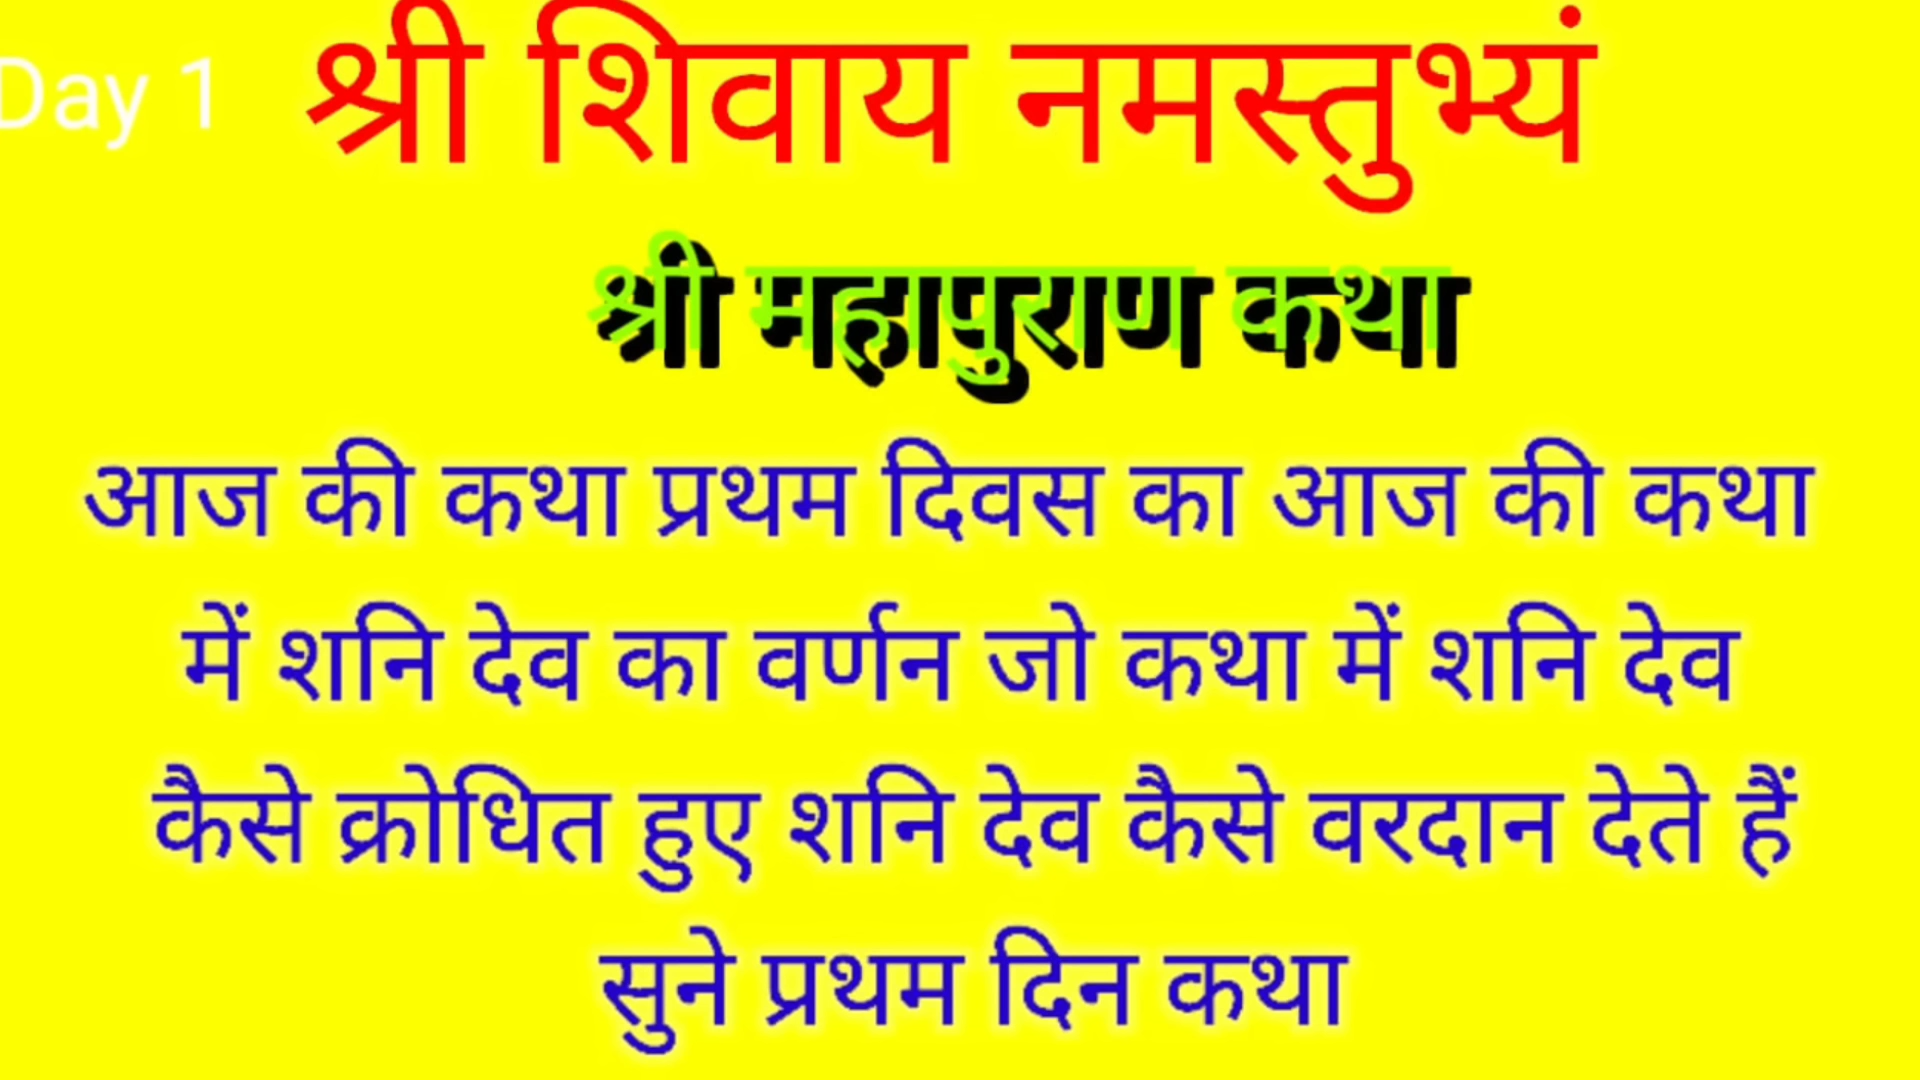 Day 1 श्री शिवाय नमस्तुभ्यं
श्री महापुराण कथा
आज की कथा प्रथम दिवस का आज की कथा
में शनि देव का वर्णन जो कथा में शनि देव
कैसे क्रोधित हुए शनि देव कैसे वरदान देते हैं
सुने प्रथम दिन कथा